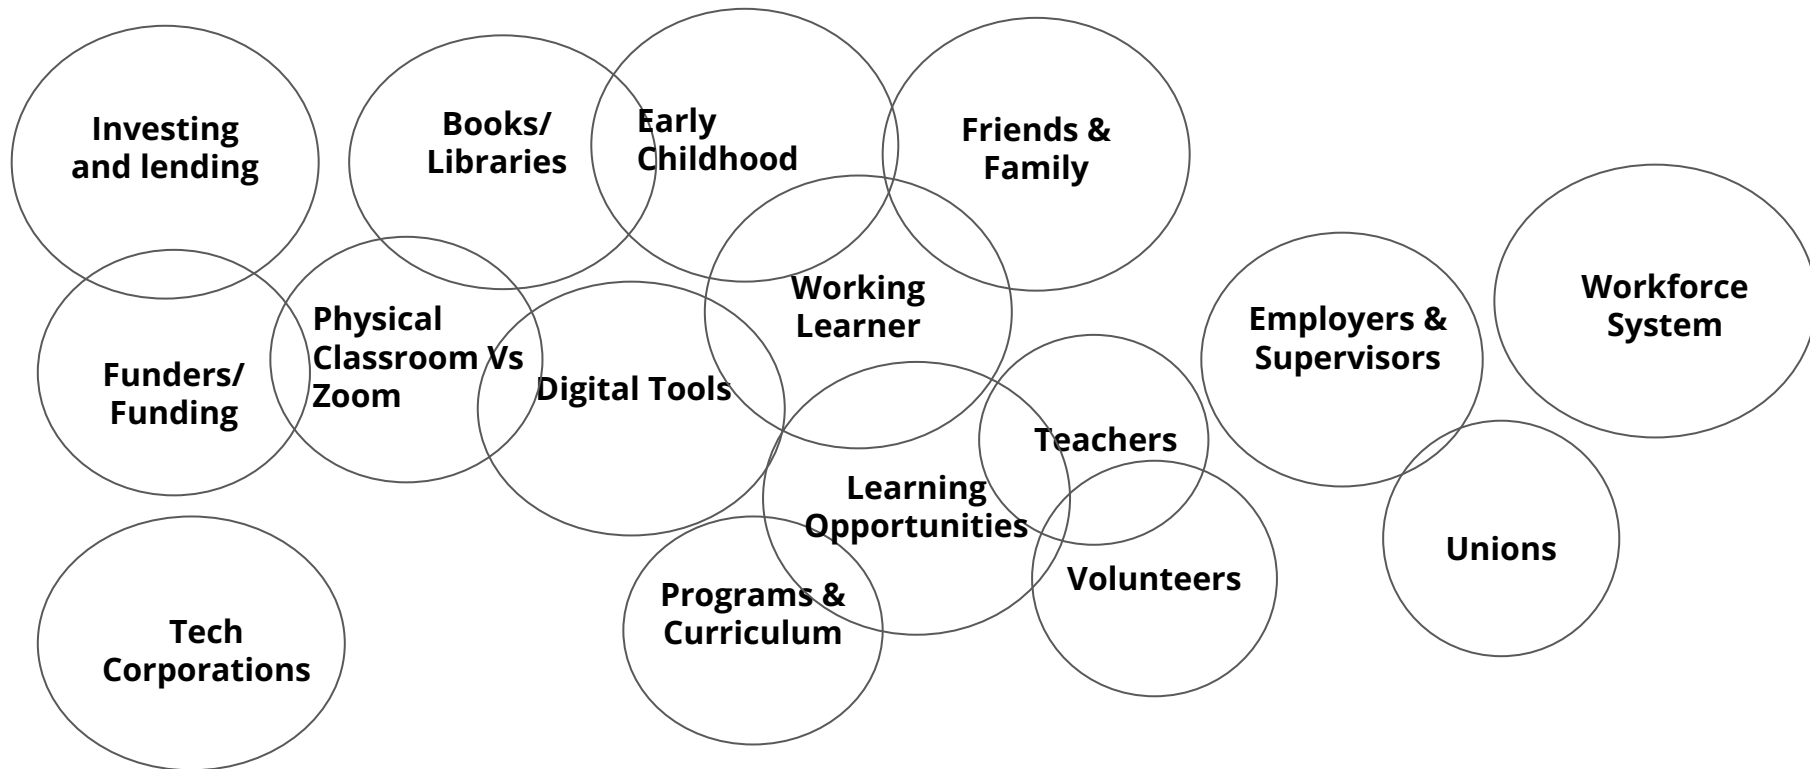 Investing
and lending
Books/
Libraries
Early
Childhood
Friends &
Family
Working
Learner
Workforce
System
Physical
Classroom Vs
Zoom
Employers &
Supervisors
Funders/
Funding
Digital Tools
Teachers
Learning
Opportunities
Unions
Volunteers
Programs &
Curriculum
Tech
Corporations